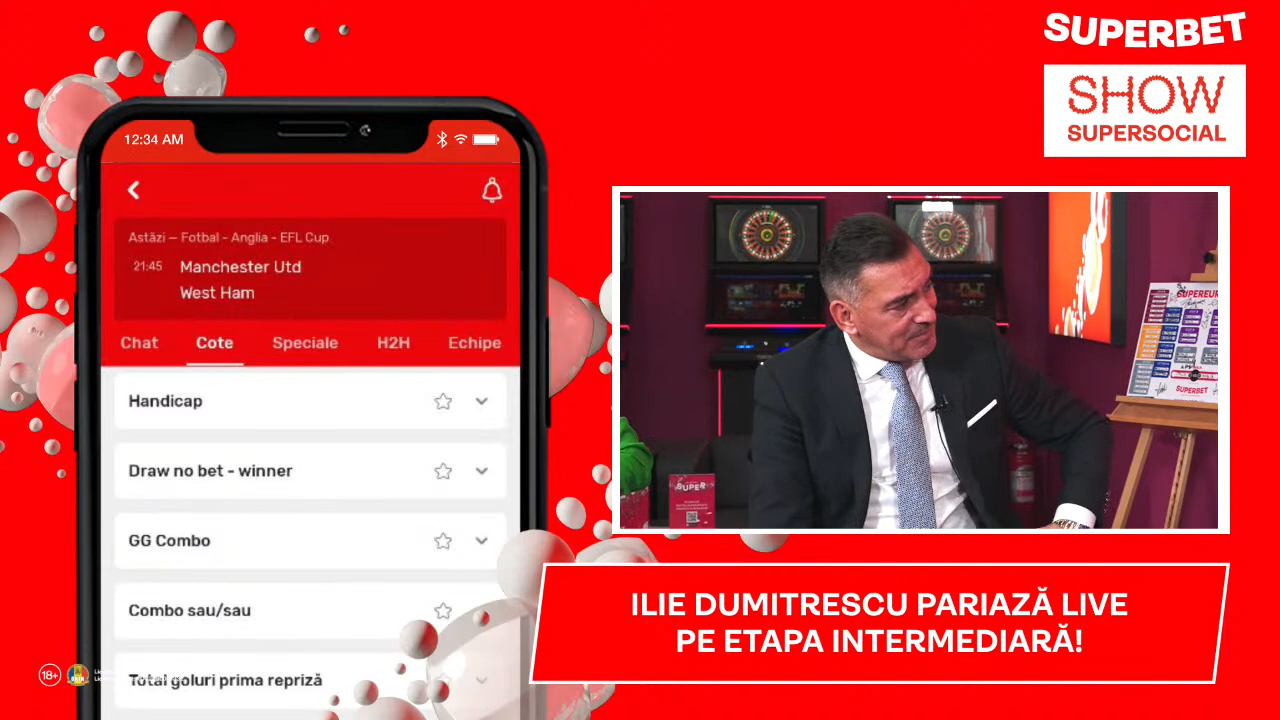 SUPERBET
SHOW
SUPERSOCIAL
12:34 AM
Astăzi – Fotbal - Anglia - EFL Cup
21:45
Manchester Utd
West Ham
Chat Cote Speciale H2H Echipe
Handicap
Draw no bet - winner
GG Combo
Combo sau/sau
Total goluri prima repriză
18+
SUPER
SUPERBET
ILIE DUMITRESCU PARIAZĂ LIVE
PE ETAPA INTERMEDIARĂ!